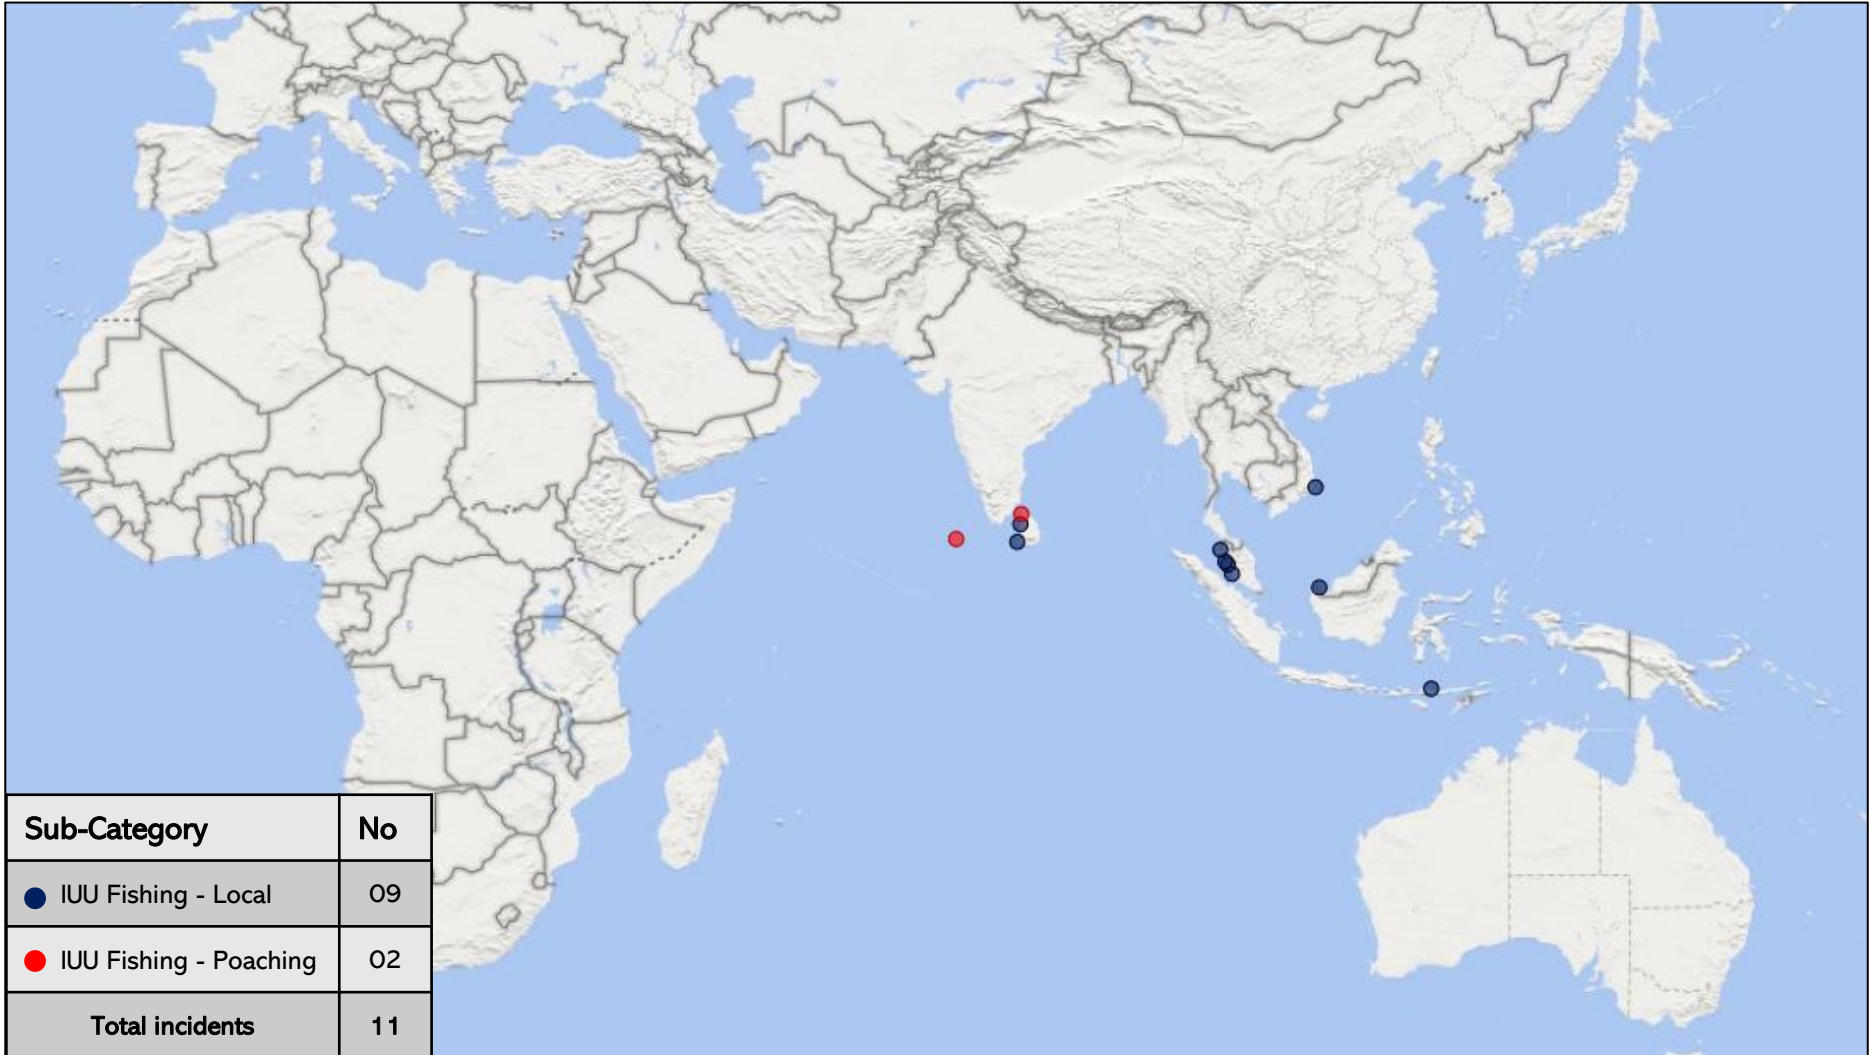 Sub-Category No
IUU Fishing - Local 09
IUU Fishing - Poaching 02
Total incidents 11